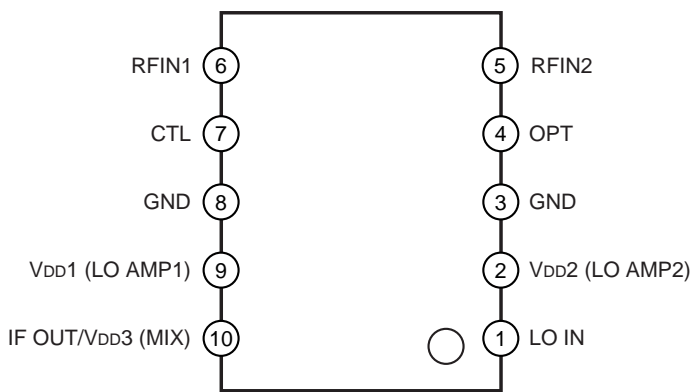 RFIN1 6 5 RFIN2
CTL 7 4 OPT
GND 8 3 GND
VDD1 (LO AMP1) 9 2 VDD2 (LO AMP2)
IF OUT/VDD3 (MIX) 10 1 LO IN